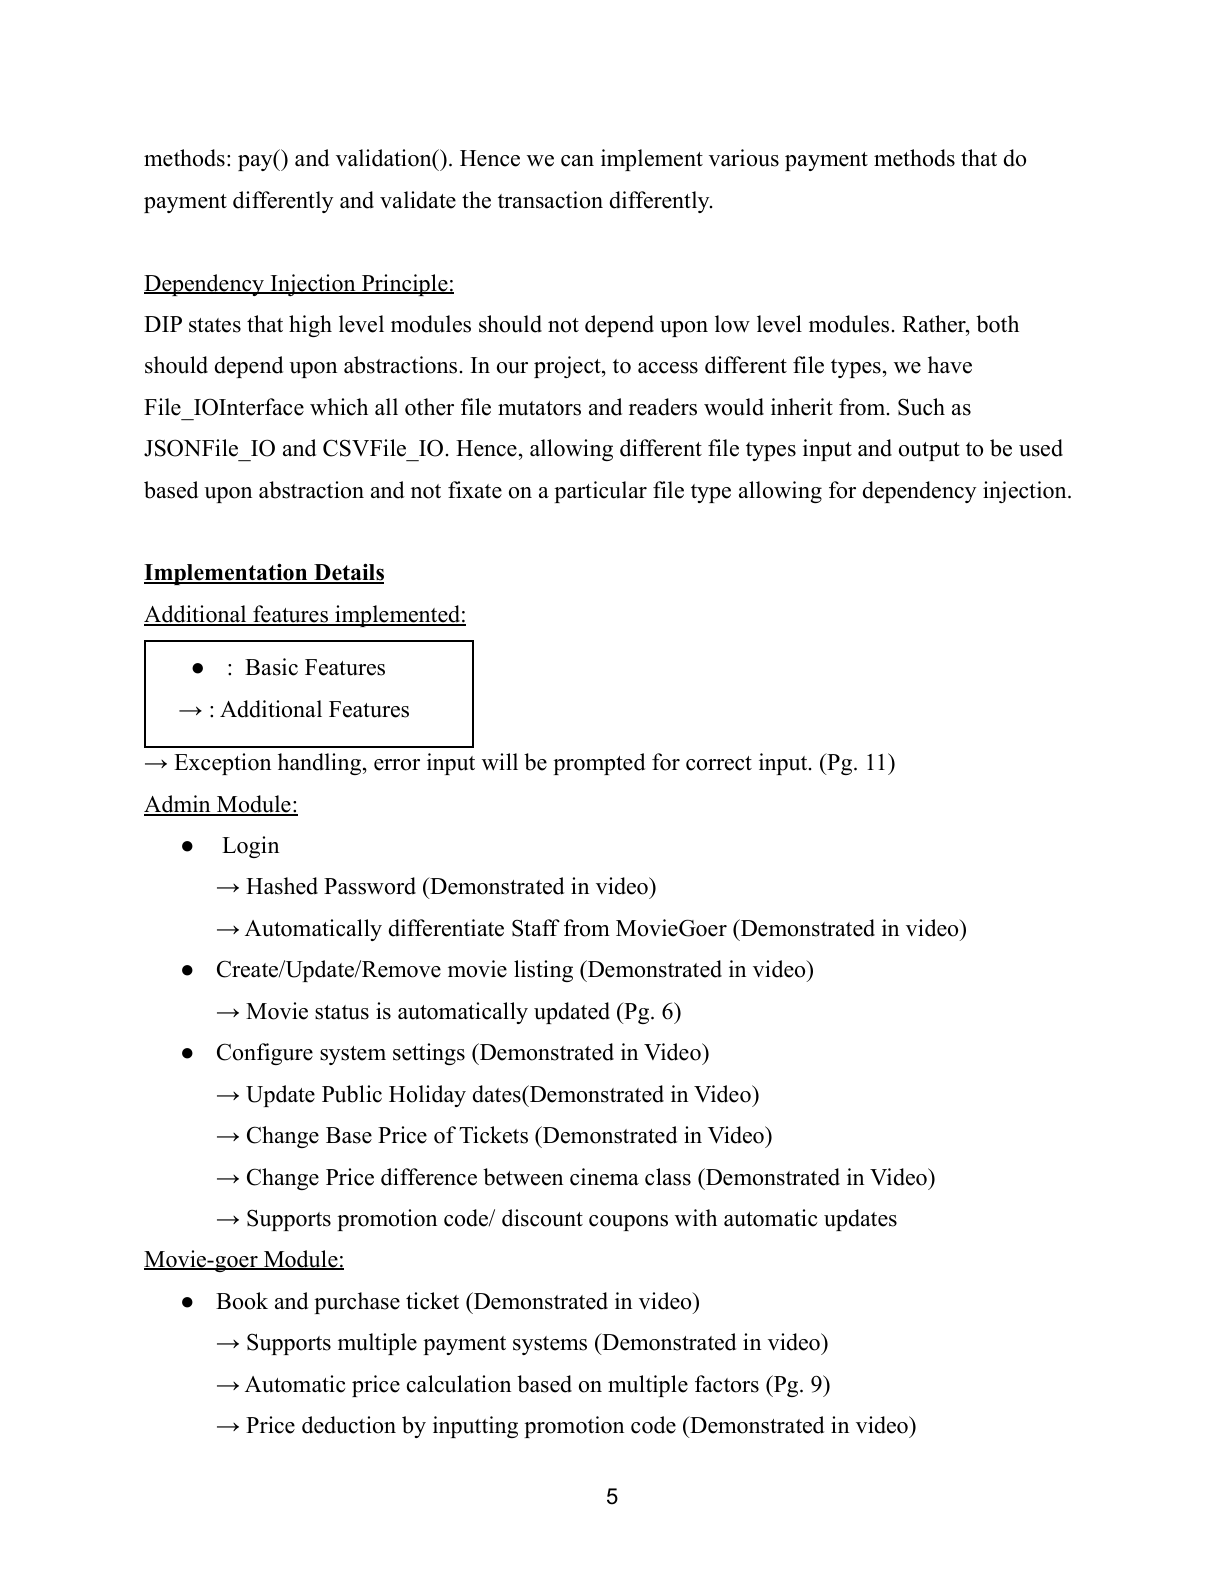 methods: pay() and validation(). Hence we can implement various payment methods that do
payment differently and validate the transaction differently.
Dependency Injection Principle:
DIP states that high level modules should not depend upon low level modules. Rather, both
should depend upon abstractions. In our project, to access different file types, we have
File_IOInterface which all other file mutators and readers would inherit from. Such as
JSONFile_IO and CSVFile_IO. Hence, allowing different file types input and output to be used
based upon abstraction and not fixate on a particular file type allowing for dependency injection.
Implementation Details
Additional features implemented:
● : Basic Features
→ : Additional Features
→ Exception handling, error input will be prompted for correct input. (Pg. 11)
Admin Module:
● Login
→ Hashed Password (Demonstrated in video)
→ Automatically differentiate Staff from MovieGoer (Demonstrated in video)
● Create/Update/Remove movie listing (Demonstrated in video)
→ Movie status is automatically updated (Pg. 6)
● Configure system settings (Demonstrated in Video)
→ Update Public Holiday dates(Demonstrated in Video)
→ Change Base Price of Tickets (Demonstrated in Video)
→ Change Price difference between cinema class (Demonstrated in Video)
→ Supports promotion code/ discount coupons with automatic updates
Movie-goer Module:
● Book and purchase ticket (Demonstrated in video)
→ Supports multiple payment systems (Demonstrated in video)
→ Automatic price calculation based on multiple factors (Pg. 9)
→ Price deduction by inputting promotion code (Demonstrated in video)
5